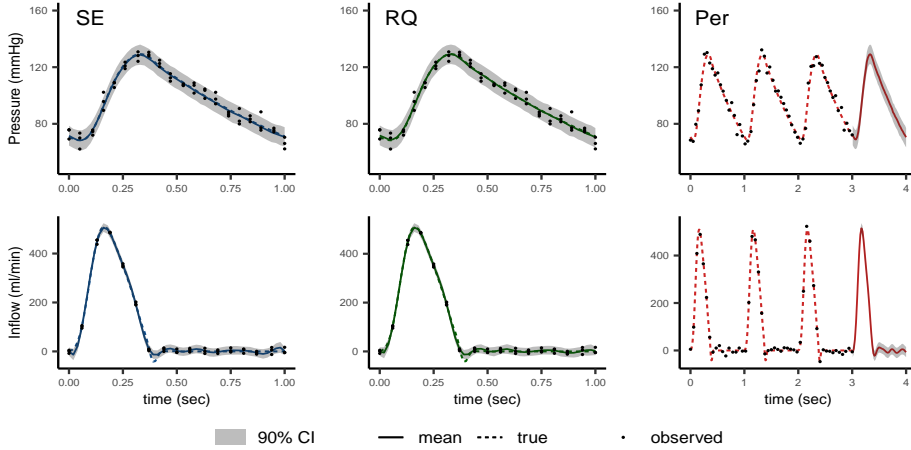 SE
RQ
Per
Pressure (mmHg)
160
120
80
0.00 0.25 0.50 0.75 1.00
160
120
80
0.00 0.25 0.50 0.75 1.00
160
120
80
0 1 2 3 4
Inflow (ml/min)
400
200
0
0.00 0.25 0.50 0.75 1.00
time (sec)
400
200
0
0.00 0.25 0.50 0.75 1.00
time (sec)
400
200
0
0 1 2 3 4
time (sec)
90% CI mean true observed